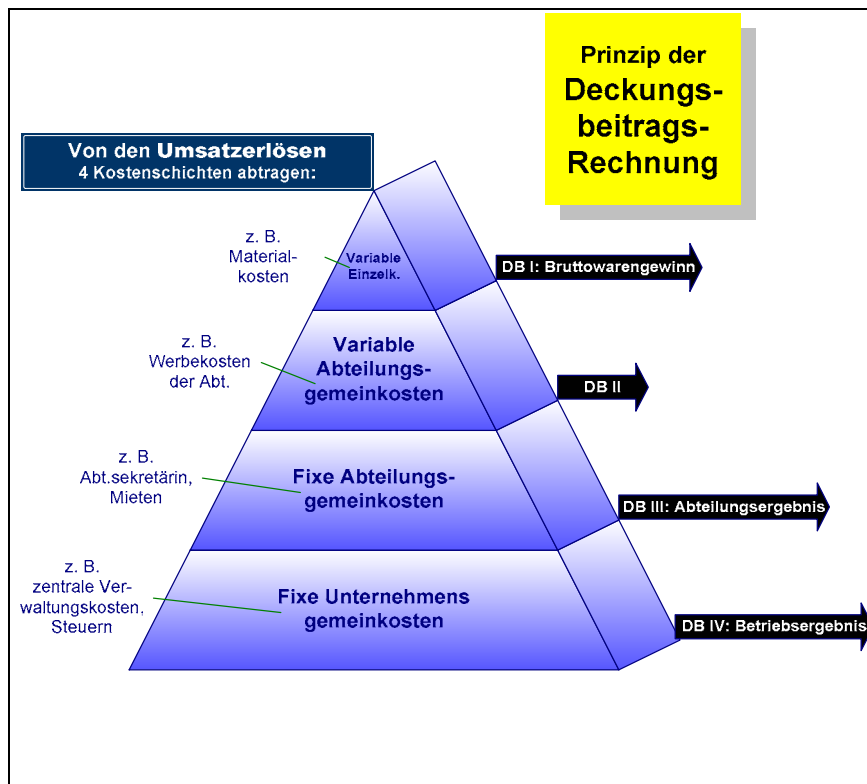 Prinzip der
Deckungs-
beitrags-
Rechnung
Von den Umsatzerlösen
4 Kostenschichten abtragen:
z. B.
Material-
kosten
Variable
Einzelk.
DB I: Bruttowarengewinn
z. B.
Werbekosten
der Abt.
Variable
Abteilungs-
gemeinkosten
DB II
z. B.
Abt.sekretärin,
Mieten
Fixe Abteilungs-
gemeinkosten
DB III: Abteilungsergebnis
z. B.
zentrale Ver-
waltungskosten,
Steuern
Fixe Unternehmens
gemeinkosten
DB IV: Betriebsergebnis